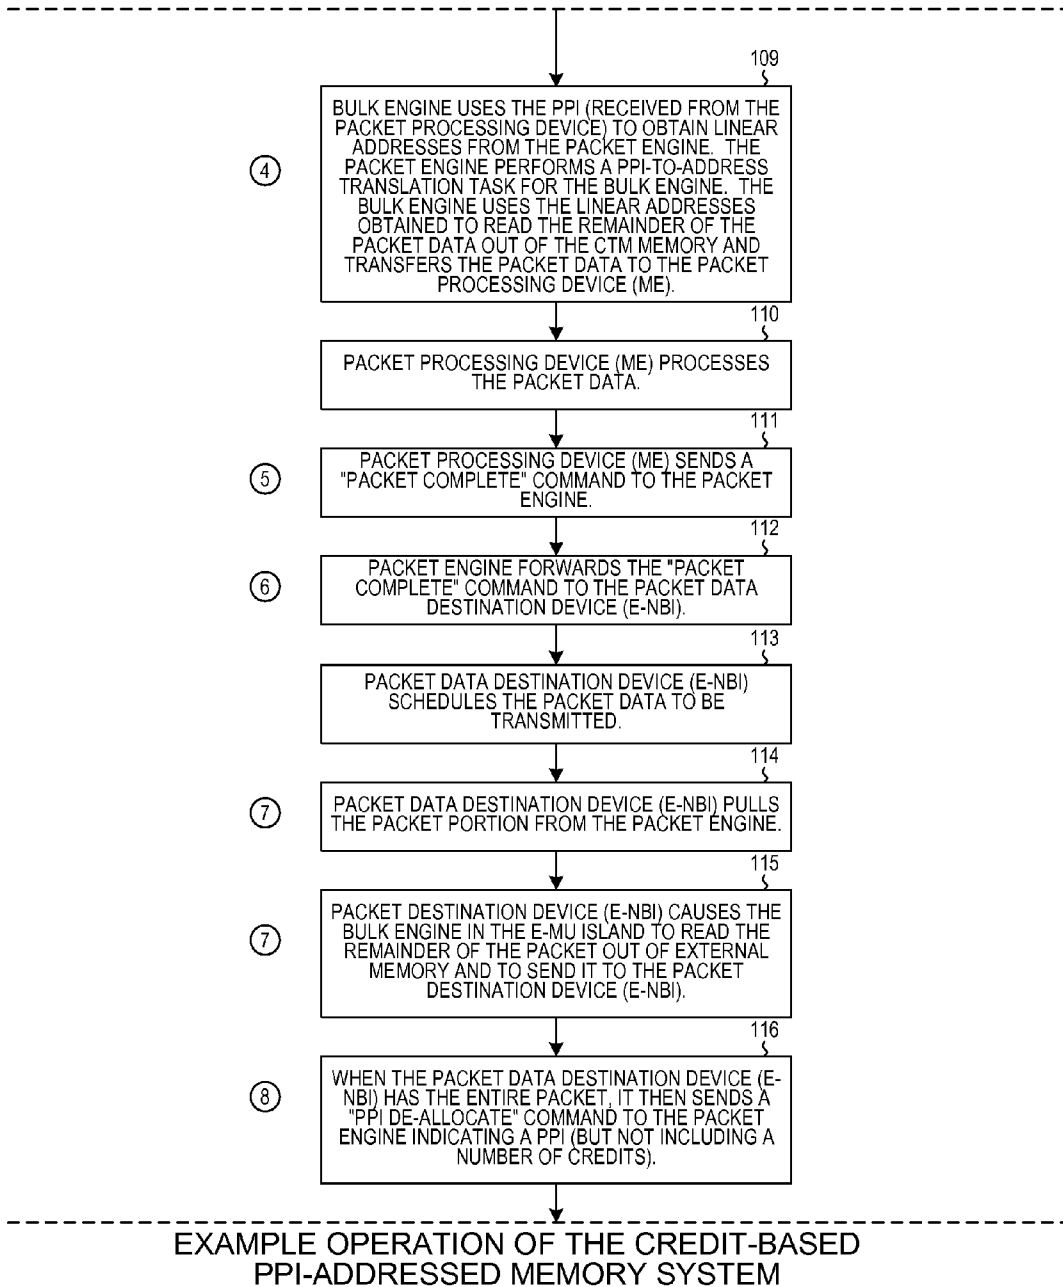 109
BULK ENGINE USES THE PPI (RECEIVED FROM THE
PACKET PROCESSING DEVICE) TO OBTAIN LINEAR
ADDRESSES FROM THE PACKET ENGINE. THE
PACKET ENGINE PERFORMS A PPI-TO-ADDRESS
TRANSLATION TASK FOR THE BULK ENGINE. THE
BULK ENGINE USES THE LINEAR ADDRESSES
OBTAINED TO READ THE REMAINDER OF THE
PACKET DATA OUT OF THE CTM MEMORY AND
TRANSFERS THE PACKET DATA TO THE PACKET
PROCESSING DEVICE (ME).
4
110
PACKET PROCESSING DEVICE (ME) PROCESSES
THE PACKET DATA.
111
PACKET PROCESSING DEVICE (ME) SENDS A
"PACKET COMPLETE" COMMAND TO THE PACKET
ENGINE.
5
112
PACKET ENGINE FORWARDS THE "PACKET
COMPLETE" COMMAND TO THE PACKET DATA
DESTINATION DEVICE (E-NBI).
6
113
PACKET DATA DESTINATION DEVICE (E-NBI)
SCHEDULES THE PACKET DATA TO BE
TRANSMITTED.
114
PACKET DATA DESTINATION DEVICE (E-NBI) PULLS
THE PACKET PORTION FROM THE PACKET ENGINE.
7
115
PACKET DESTINATION DEVICE (E-NBI) CAUSES THE
BULK ENGINE IN THE E-MU ISLAND TO READ THE
REMAINDER OF THE PACKET OUT OF EXTERNAL
MEMORY AND TO SEND IT TO THE PACKET
DESTINATION DEVICE (E-NBI).
7
116
WHEN THE PACKET DATA DESTINATION DEVICE (E-
NBI) HAS THE ENTIRE PACKET, IT THEN SENDS A
"PPI DE-ALLOCATE" COMMAND TO THE PACKET
ENGINE INDICATING A PPI (BUT NOT INCLUDING A
NUMBER OF CREDITS).
8
EXAMPLE OPERATION OF THE CREDIT-BASED
PPI-ADDRESSED MEMORY SYSTEM